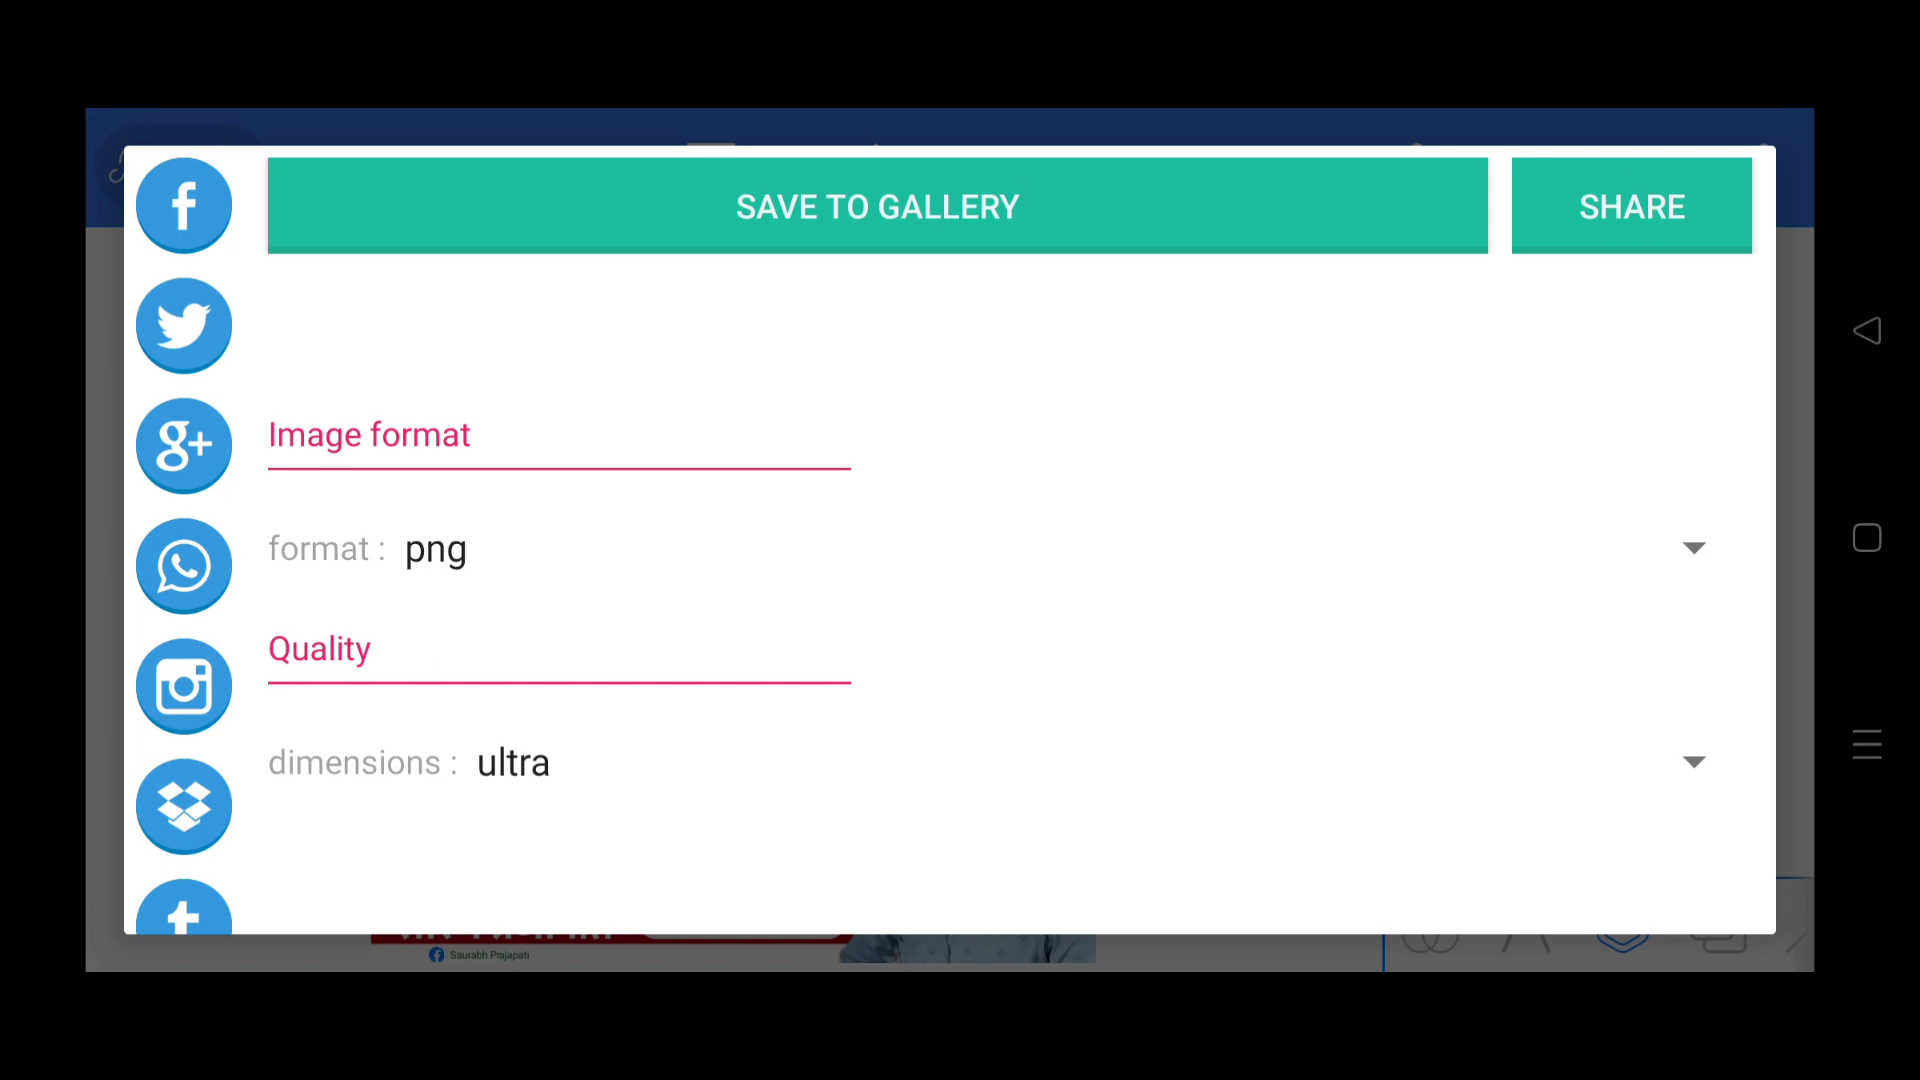 SAVE TO GALLERY
SHARE
Image format
format : png
Quality
dimensions : ultra
Saurabh Prajapati